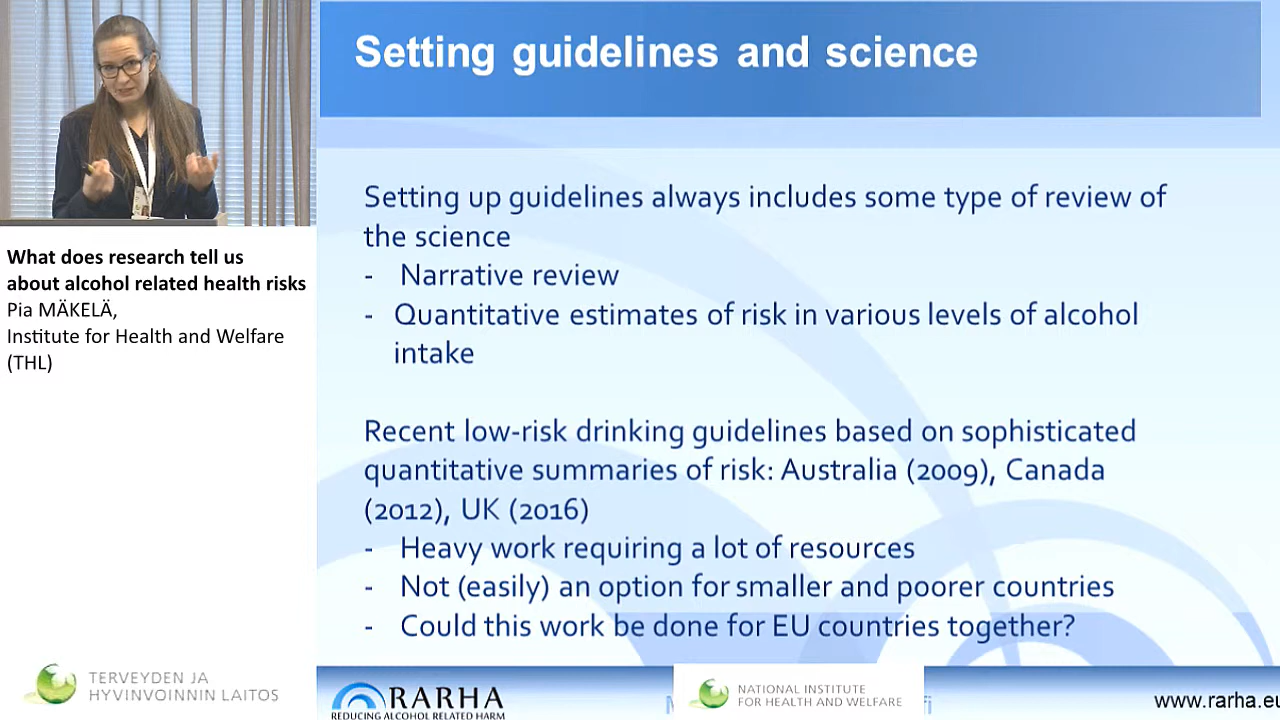 Setting guidelines and science
Setting up guidelines always includes some type of review of
the science
- Narrative review
- Quantitative estimates of risk in various levels of alcohol
intake
Recent low-risk drinking guidelines based on sophisticated
quantitative summaries of risk: Australia (2009), Canada
(2012), UK (2016)
- Heavy work requiring a lot of resources
- Not (easily) an option for smaller and poorer countries
- Could this work be done for EU countries together?
What does research tell us
about alcohol related health risks
Pia MÄKELÄ,
Institute for Health and Welfare
(THL)
TERVEYDEN JA
HYVINVOINNIN LAITOS
RARHA
REDUCING ALCOHOL RELATED HARM
NATIONAL INSTITUTE
FOR HEALTH AND WELFARE
www.rarha.eu